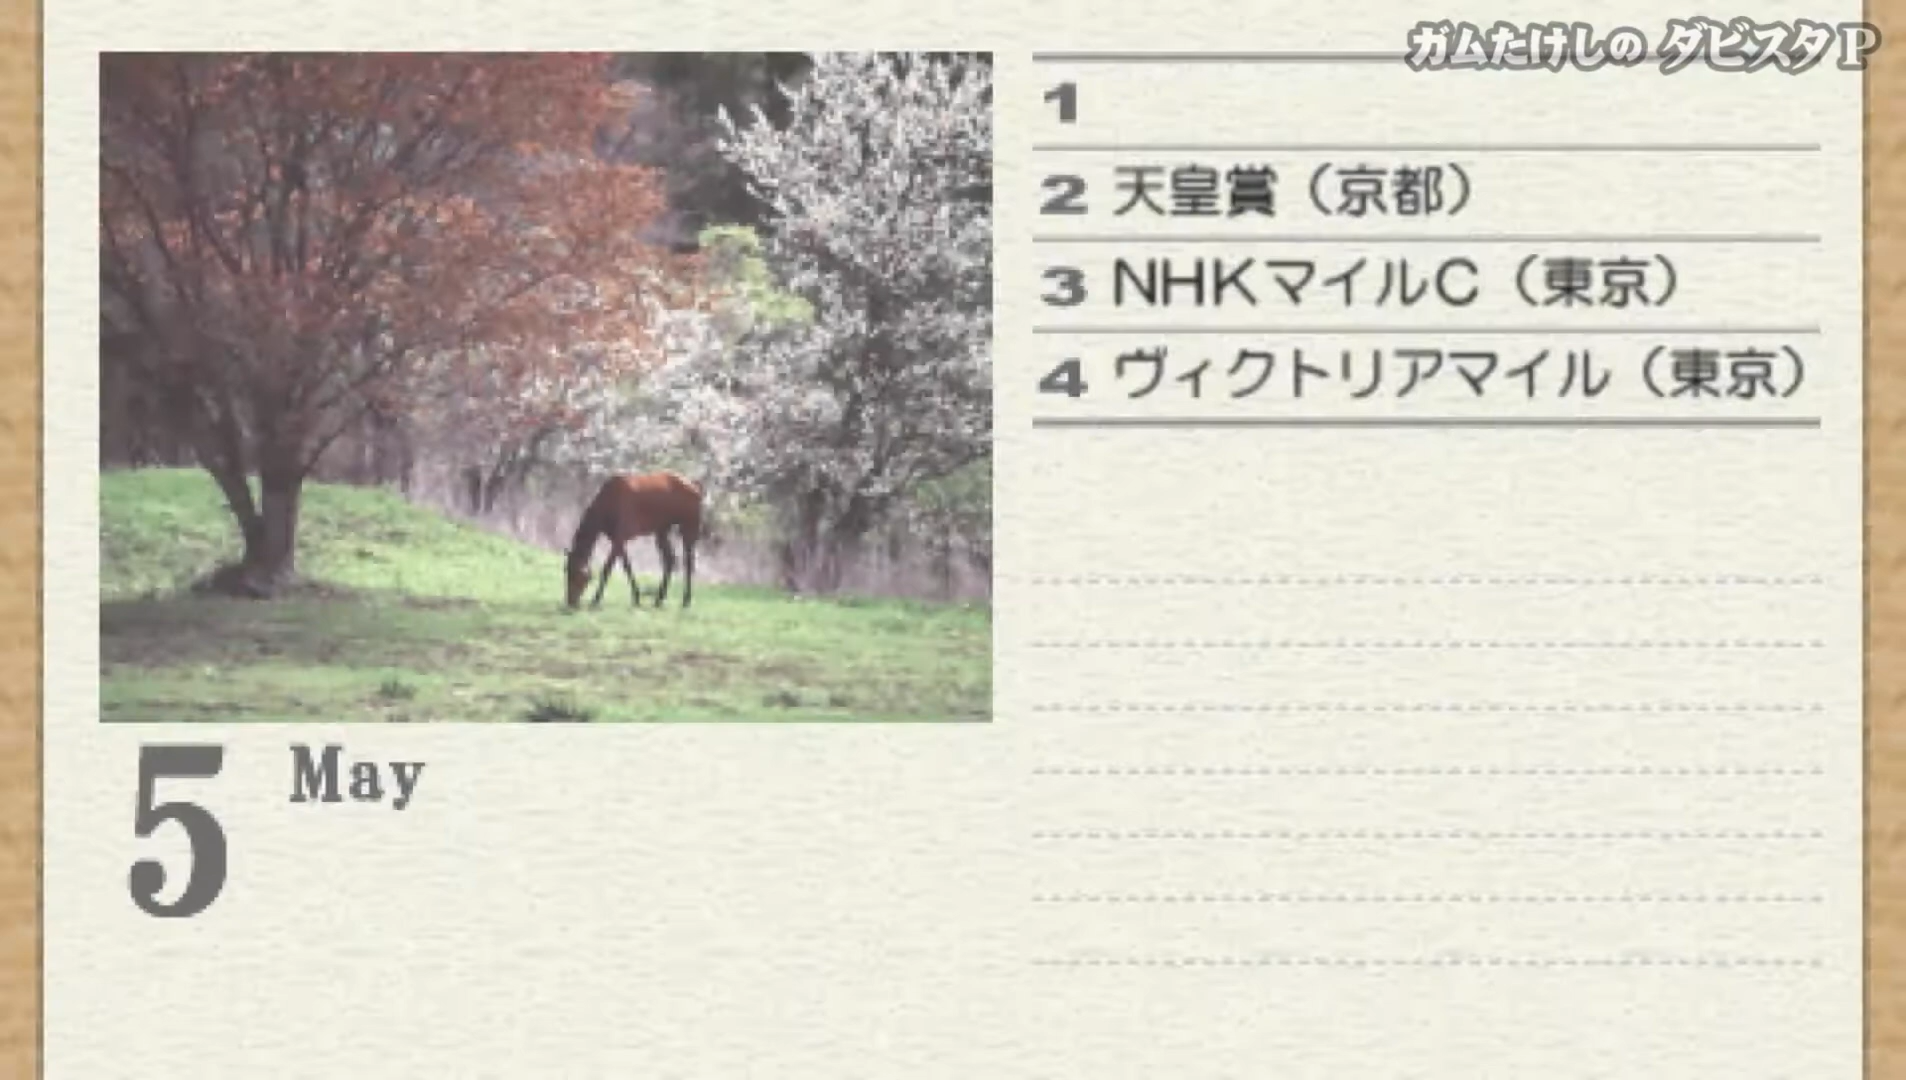 ガムたけしの ダビスタP
1
2 天皇賞（京都）
3 NHKマイルC（東京）
4 ヴィクトリアマイル（東京）
5 May